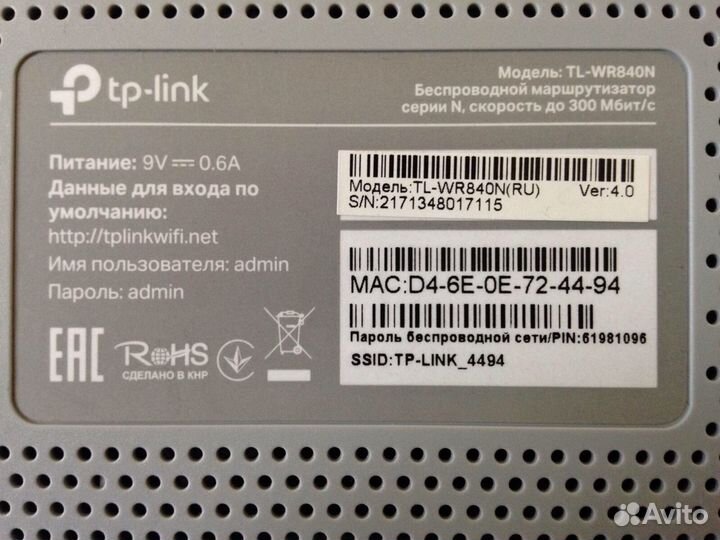 tp-link
Модель: TL-WR840N
Беспроводной маршрутизатор
серии N, скорость до 300 Мбит/с
Питание: 9V ⎓ 0.6A
Данные для входа по
умолчанию:
http://tplinkwifi.net
Имя пользователя: admin
Пароль: admin
EAC
RoHS
СДЕЛАНО В КНР
Модель:TL-WR840N(RU) Ver:4.0
S/N:2171348017115
MAC:D4-6E-0E-72-44-94
Пароль беспроводной сети/PIN:61981096
SSID:TP-LINK_4494
Avito